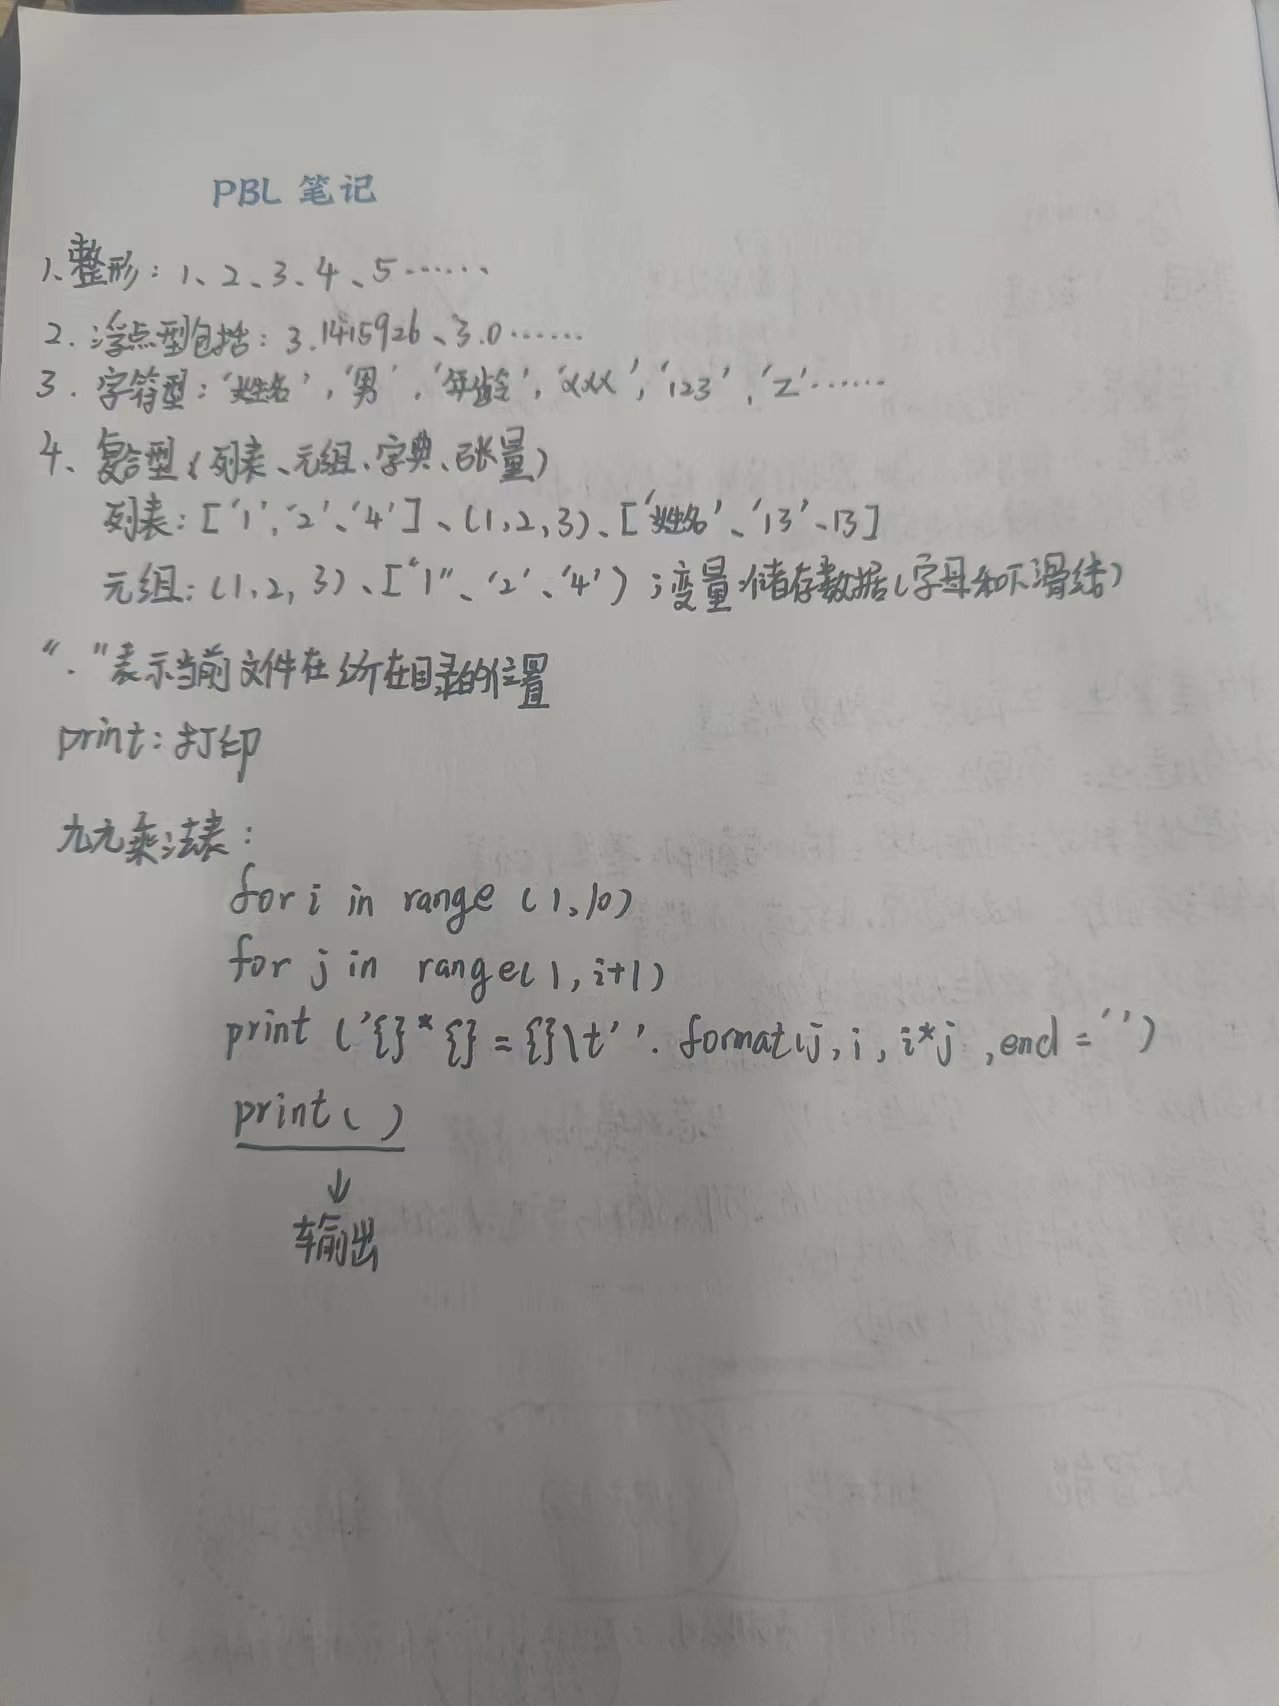 PBL 笔记
1、整形：1、2、3、4、5……
2.浮点型包括：3.1415926、3.0……
3.字符型：'姓名'，'男'，'年龄'，'xxx'，'123'，'Z'……
4、复合型（列表、元组、字典、张量）
列表：['1'，'2'、'4']、(1,2,3)、['姓名'、'13'、13]
元组：(1,2,3)、["1"、'2'、'4')；变量：储存数据(字母和下滑线)
"."表示当前文件在所在目录的位置
print：打印
九九乘法表：
for i in range (1,10)
for j in range(1,i+1)
print ('{}*{}={}\t''.format(j,i,i*j,end='')
print()
↓
输出